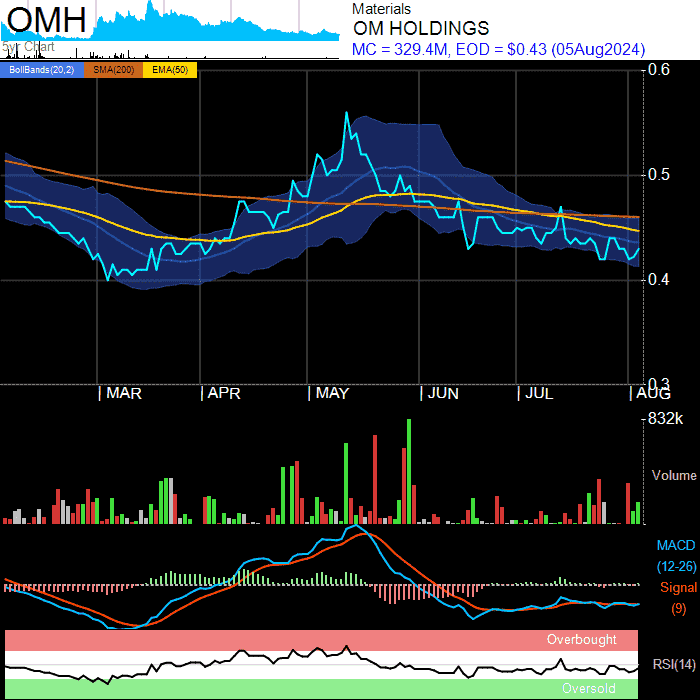 OMH
5yr Chart
Materials
OM HOLDINGS
MC = 329.4M, EOD = $0.43 (05Aug2024)
BollBands(20,2) SMA(200) EMA(50)
0.6
0.5
0.4
0.3
| MAR | APR | MAY | JUN | JUL | AUG
832k
Volume
MACD
(12-26)
Signal
(9)
Overbought
RSI(14)
Oversold